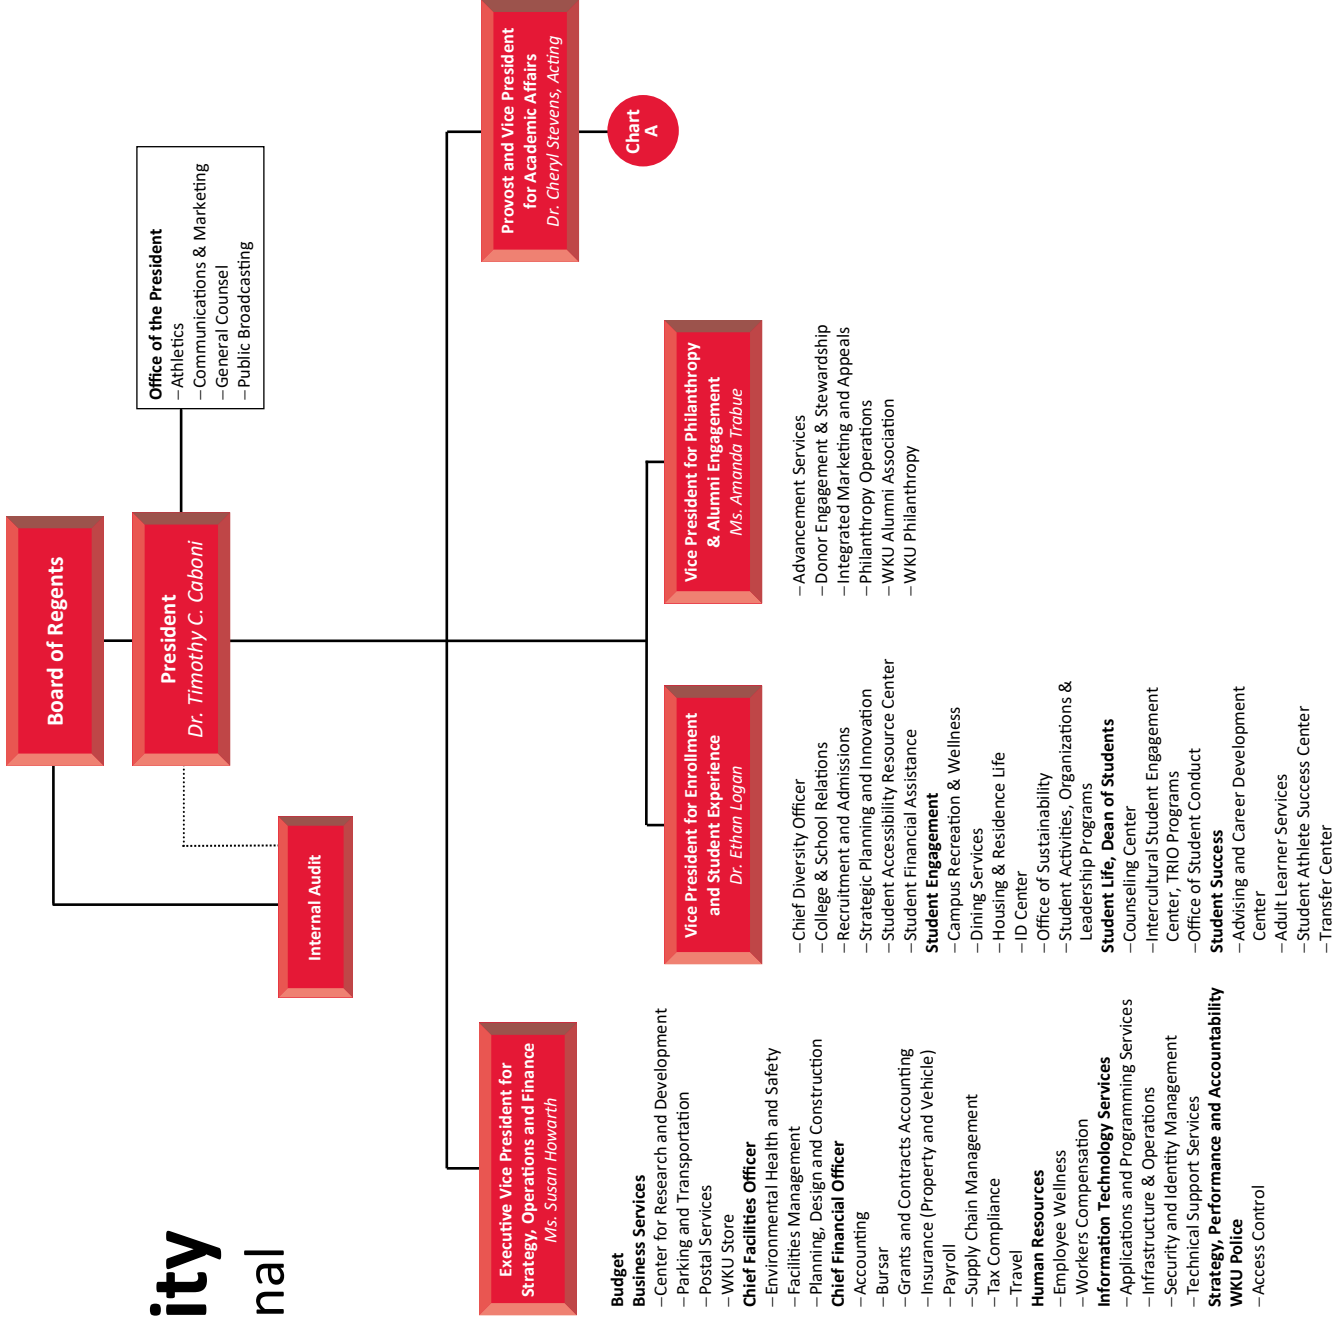 ity
nal
Board of Regents
President
Dr. Timothy C. Caboni
Office of the President
– Athletics
– Communications & Marketing
– General Counsel
– Public Broadcasting
Internal Audit
Executive Vice President for
Strategy, Operations and Finance
Ms. Susan Howarth
Budget
Business Services
– Center for Research and Development
– Parking and Transportation
– Postal Services
– WKU Store
Chief Facilities Officer
– Environmental Health and Safety
– Facilities Management
– Planning, Design and Construction
Chief Financial Officer
– Accounting
– Bursar
– Grants and Contracts Accounting
– Insurance (Property and Vehicle)
– Payroll
– Supply Chain Management
– Tax Compliance
– Travel
Human Resources
– Employee Wellness
– Workers Compensation
Information Technology Services
– Applications and Programming Services
– Infrastructure & Operations
– Security and Identity Management
– Technical Support Services
Strategy, Performance and Accountability
WKU Police
– Access Control
Vice President for Enrollment
and Student Experience
Dr. Ethan Logan
– Chief Diversity Officer
– College & School Relations
– Recruitment and Admissions
– Strategic Planning and Innovation
– Student Accessibility Resource Center
– Student Financial Assistance
Student Engagement
– Campus Recreation & Wellness
– Dining Services
– Housing & Residence Life
– ID Center
– Office of Sustainability
– Student Activities, Organizations &
Leadership Programs
Student Life, Dean of Students
– Counseling Center
– Intercultural Student Engagement
Center, TRIO Programs
– Office of Student Conduct
Student Success
– Advising and Career Development
Center
– Adult Learner Services
– Student Athlete Success Center
– Transfer Center
Vice President for Philanthropy
& Alumni Engagement
Ms. Amanda Trabue
– Advancement Services
– Donor Engagement & Stewardship
– Integrated Marketing and Appeals
– Philanthropy Operations
– WKU Alumni Association
– WKU Philanthropy
Provost and Vice President
for Academic Affairs
Dr. Cheryl Stevens, Acting
Chart
A